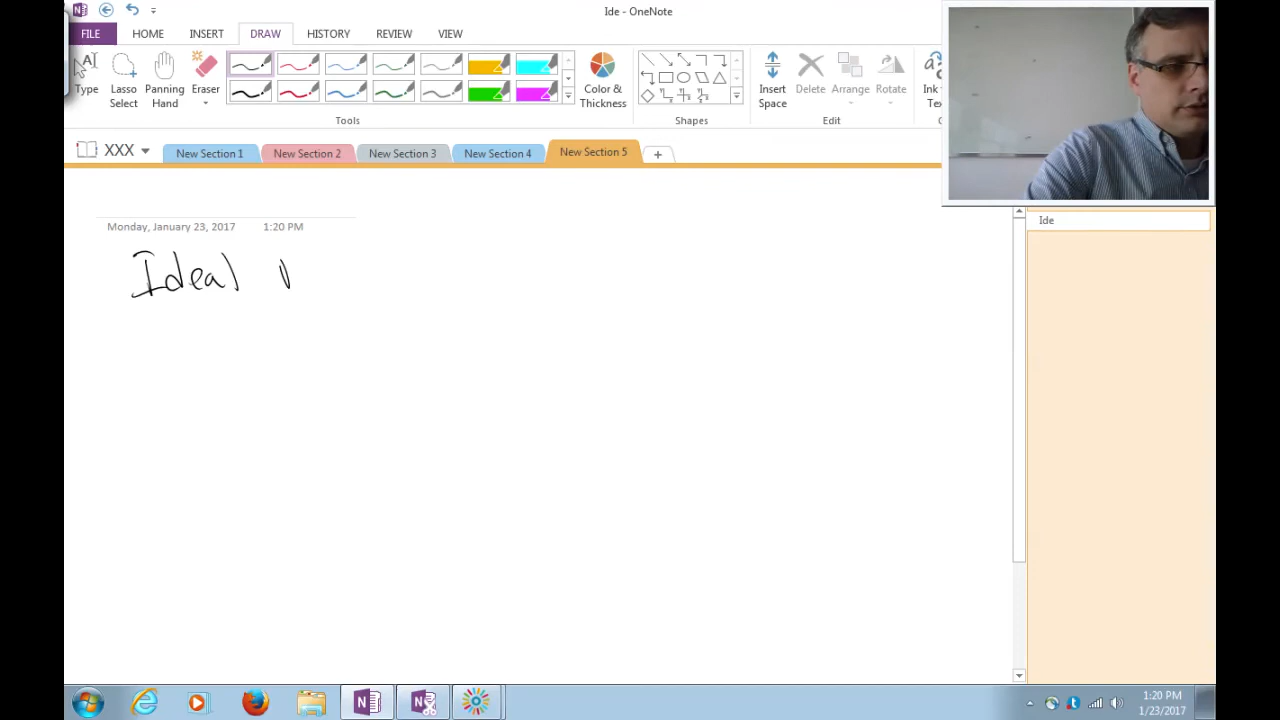 Ide - OneNote
FILE HOME INSERT DRAW HISTORY REVIEW VIEW
Type
Lasso Select
Panning Hand
Eraser
Color & Thickness
Insert Space
Delete
Arrange
Rotate
Ink
Tools Shapes Edit
XXX New Section 1 New Section 2 New Section 3 New Section 4 New Section 5
Ide
Monday, January 23, 2017 1:20 PM
Ideal
1:20 PM
1/23/2017